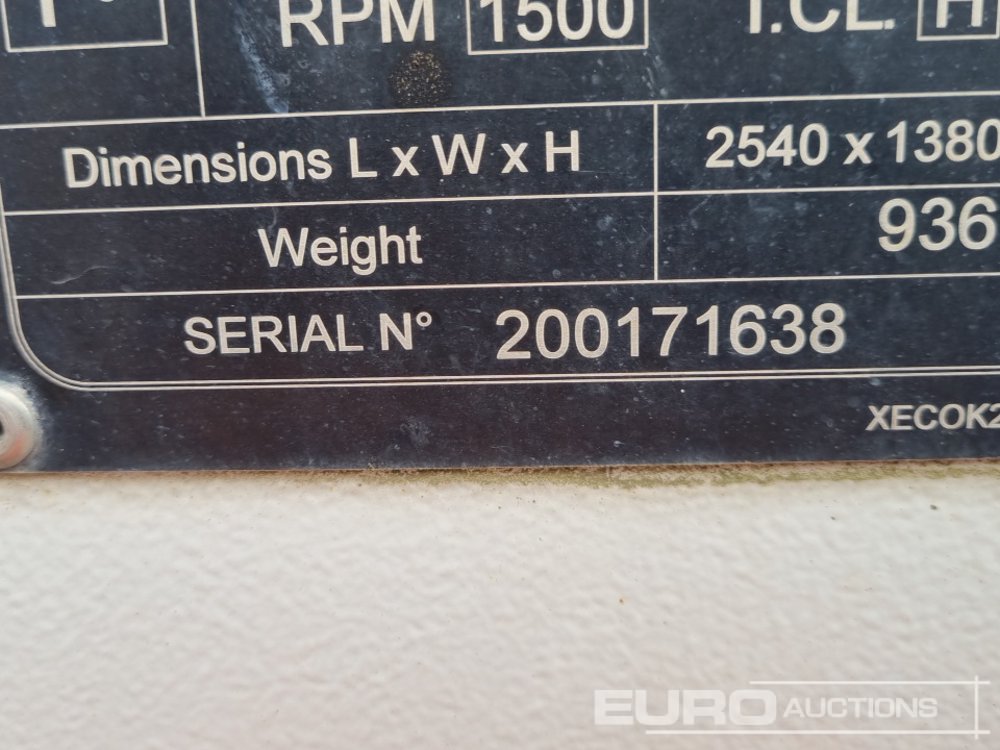 RPM 1500 I.CL. H
Dimensions L x W x H 2540 x 1380
Weight 936
SERIAL N° 200171638
XECOK2
EURO AUCTIONS